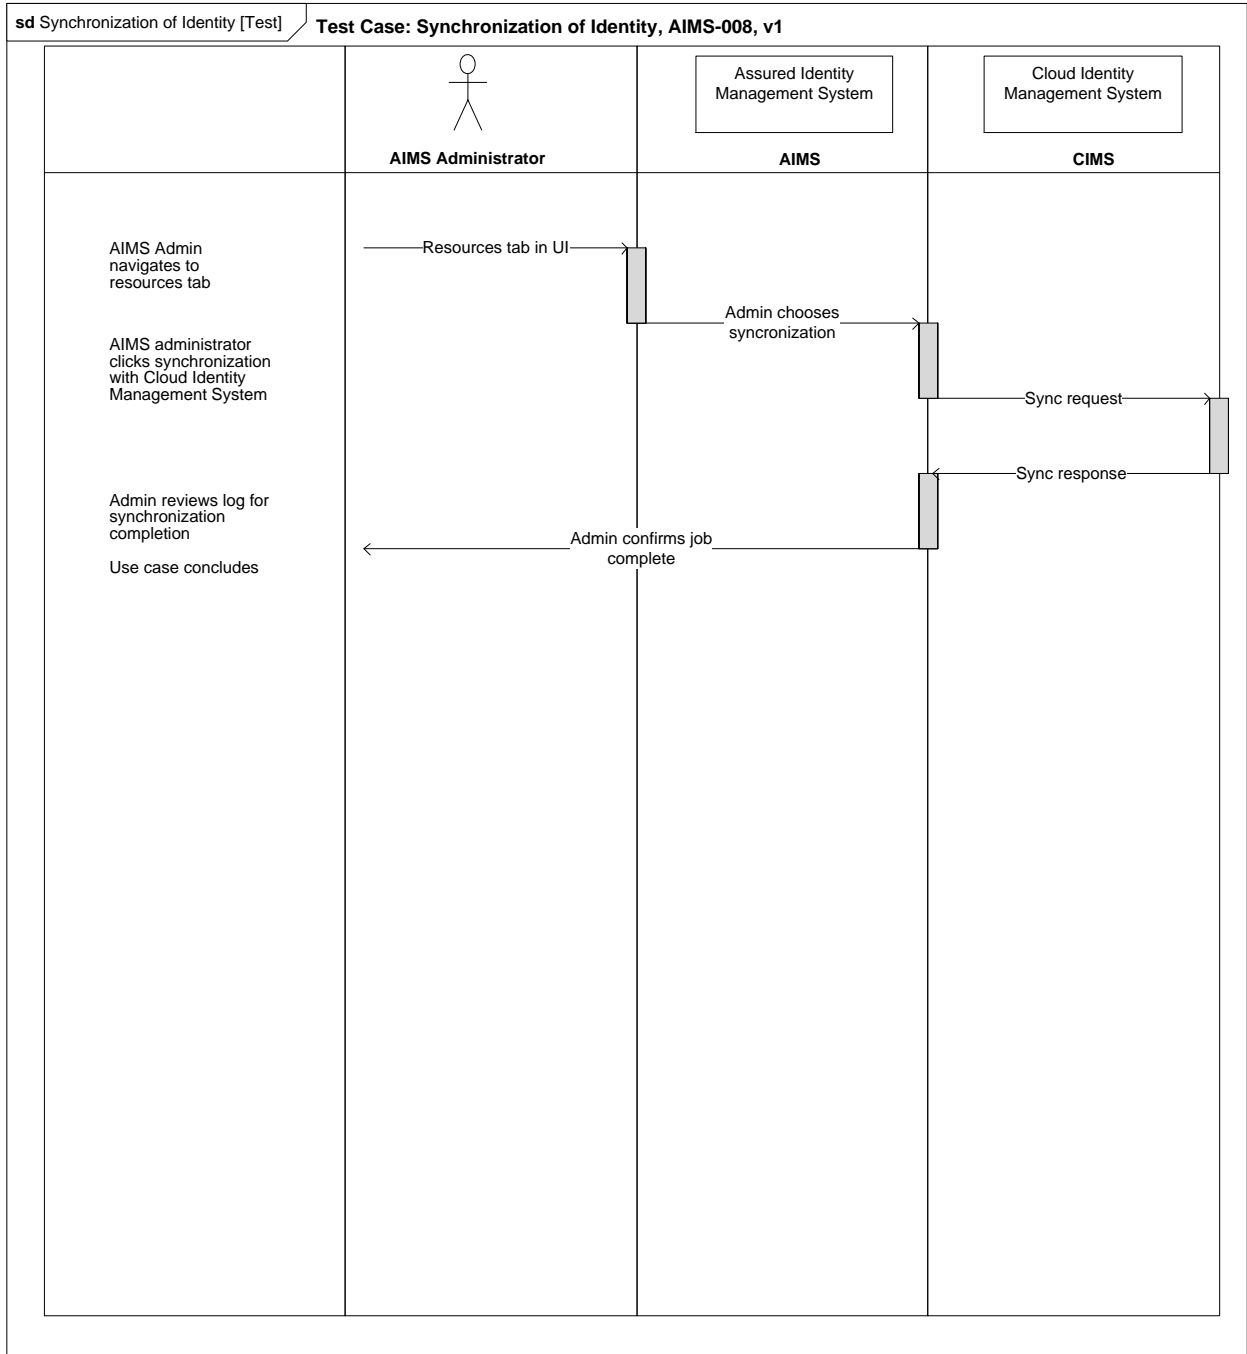 sd Synchronization of Identity [Test]
Test Case: Synchronization of Identity, AIMS-008, v1
Assured Identity
Management System
Cloud Identity
Management System
AIMS Administrator
AIMS
CIMS
AIMS Admin
navigates to
resources tab
Resources tab in UI
Admin chooses
syncronization
AIMS administrator
clicks synchronization
with Cloud Identity
Management System
Sync request
Sync response
Admin reviews log for
synchronization
completion
Admin confirms job
complete
Use case concludes